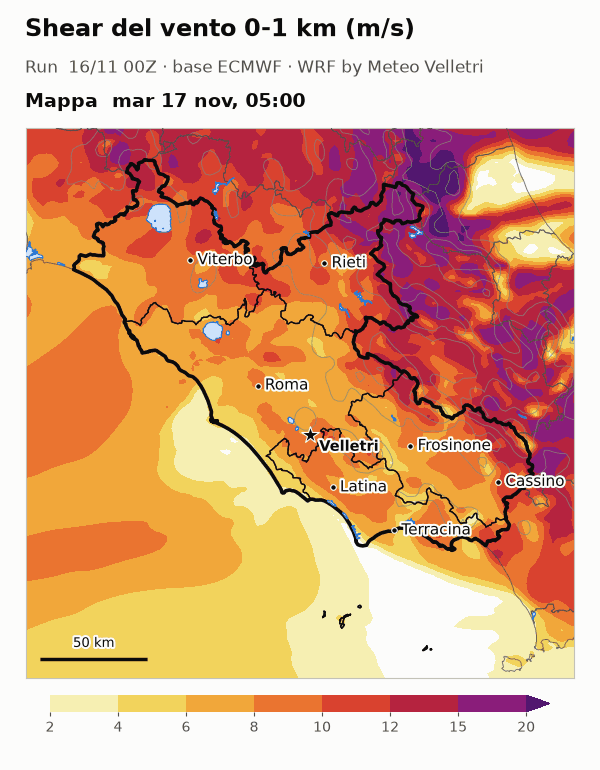 Shear del vento 0-1 km (m/s)
Run  16/11 00Z · base ECMWF · WRF by Meteo Velletri
Mappa  mar 17 nov, 05:00
Viterbo
Rieti
Roma
Velletri
Frosinone
Latina
Cassino
Terracina
50 km
2 4 6 8 10 12 15 20